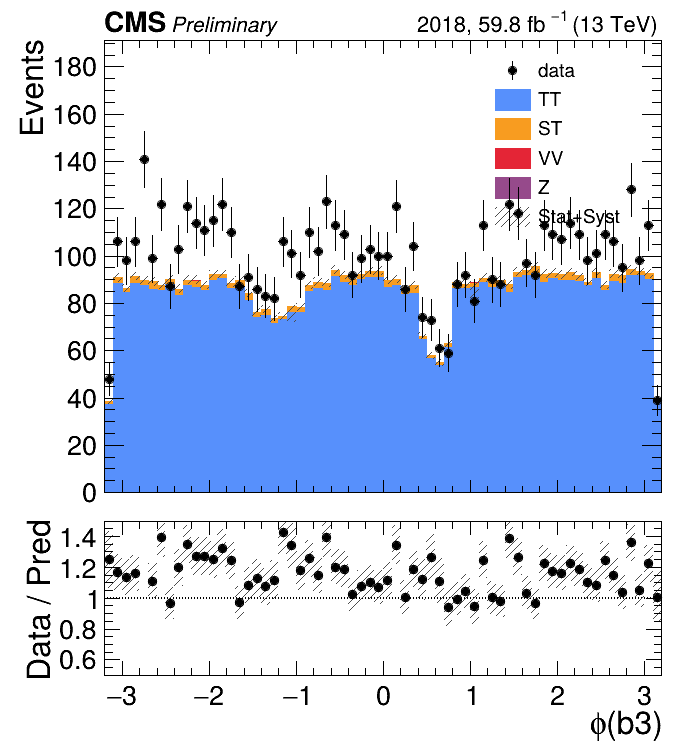 CMS Preliminary 2018, 59.8 fb⁻¹ (13 TeV)
Events
180
160
140
120
100
80
60
40
20
0
data
TT
ST
VV
Z
Stat+Syst
Data / Pred
1.4
1.2
1
0.8
0.6
−3 −2 −1 0 1 2 3
ϕ(b3)